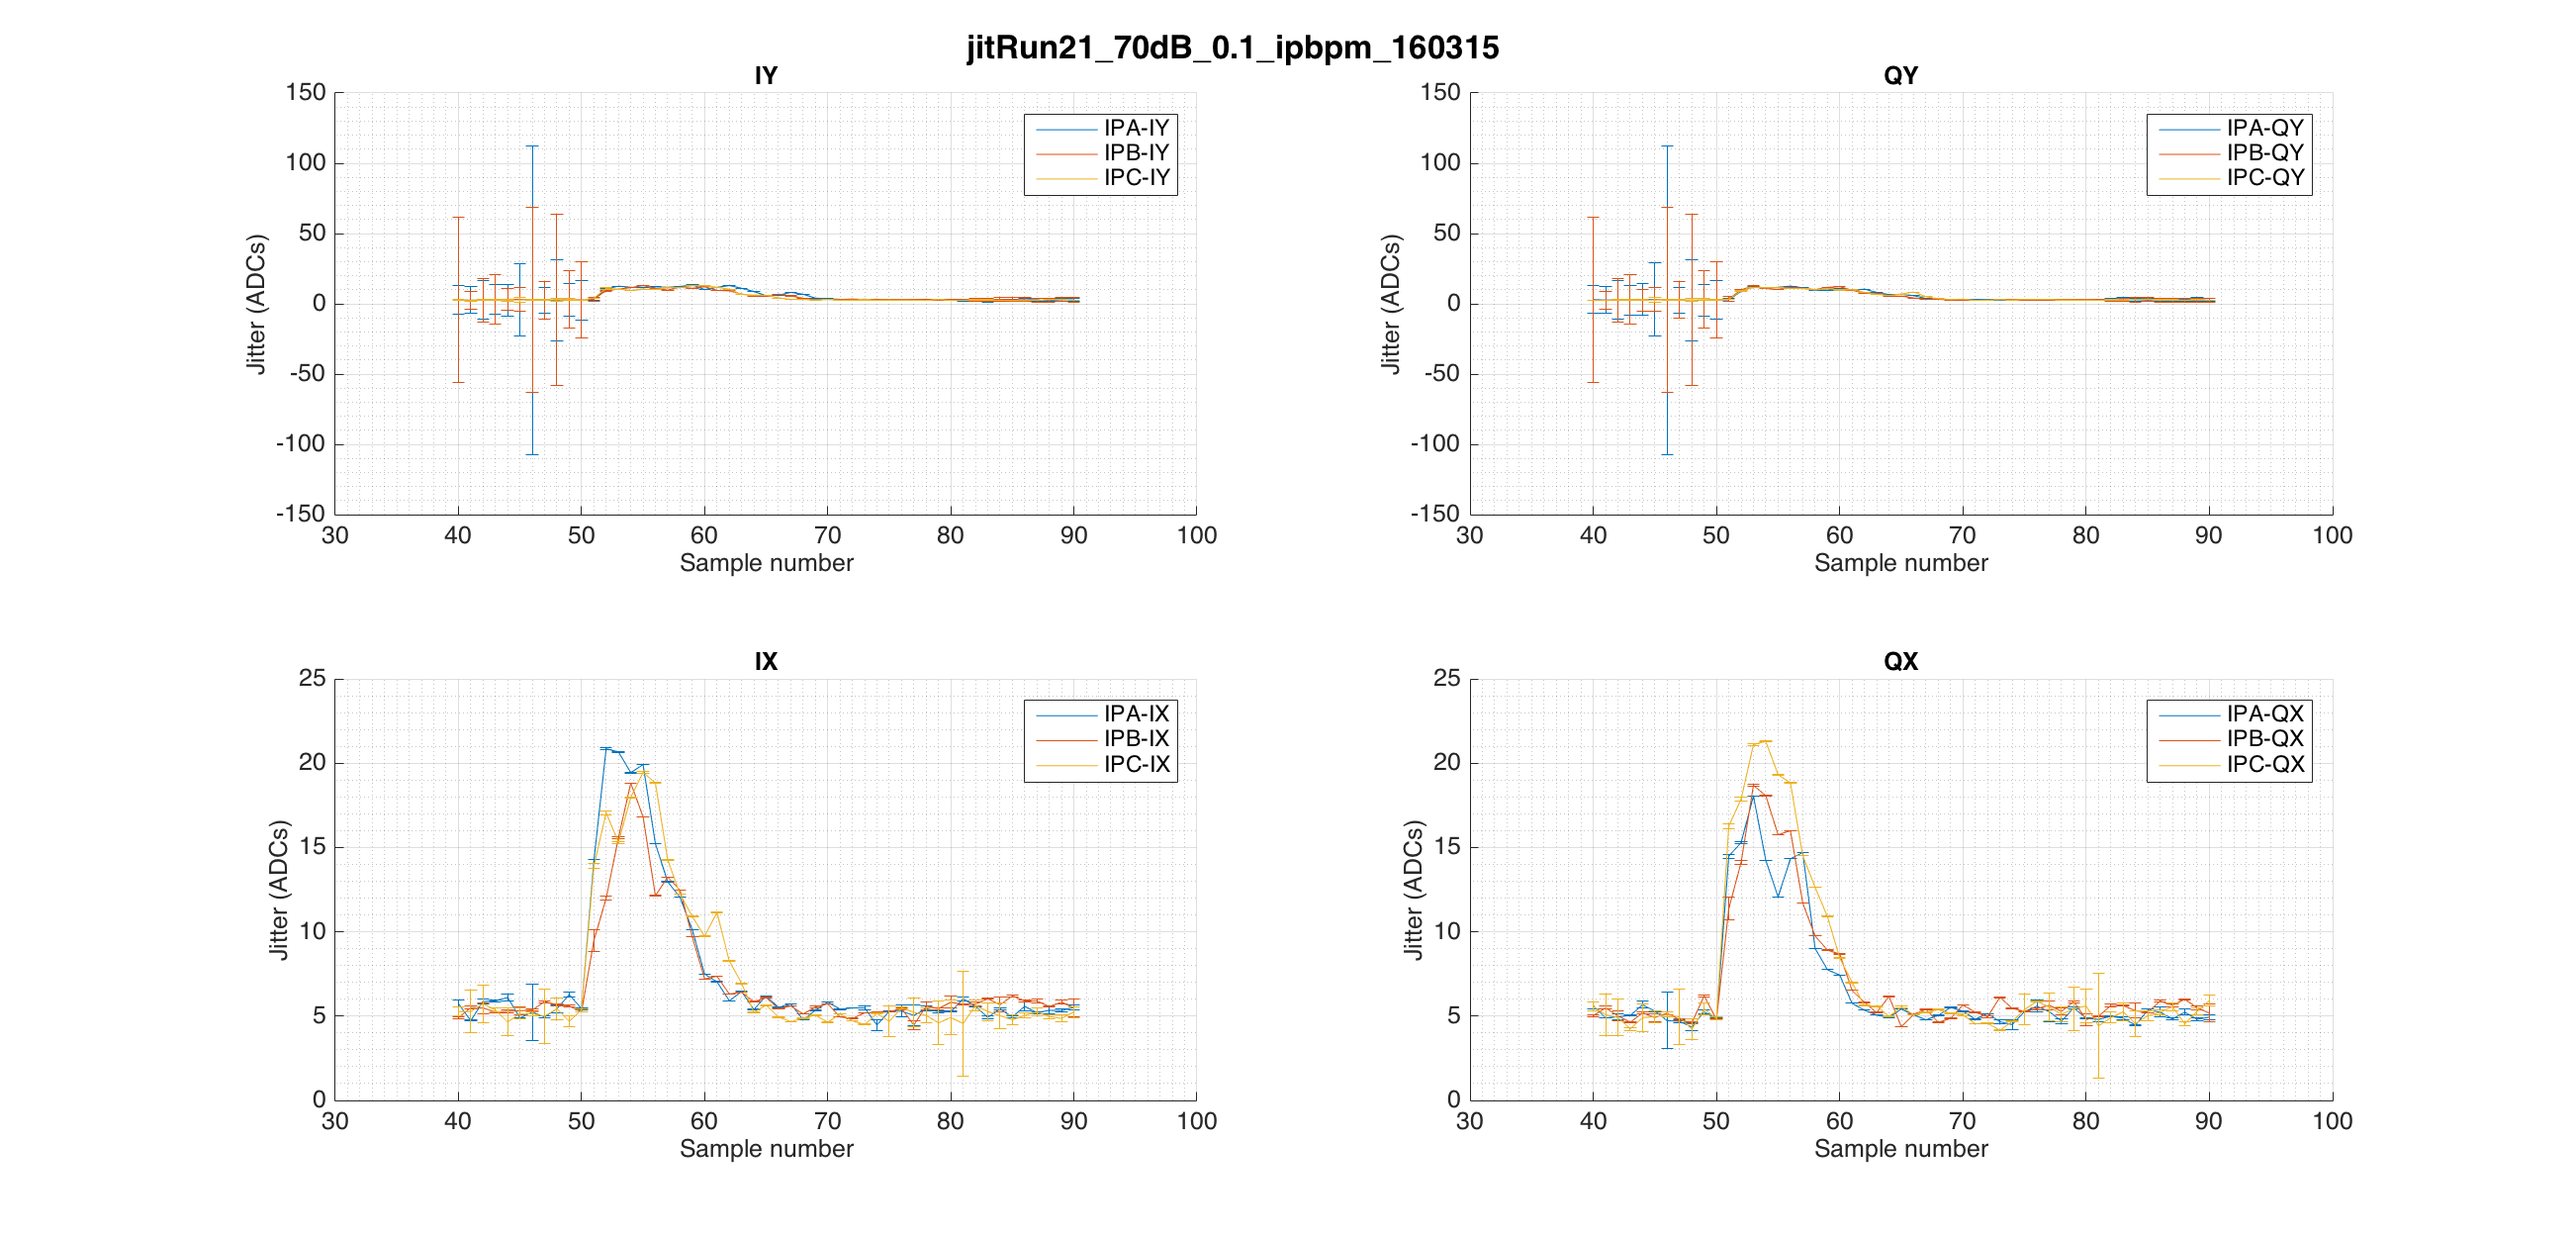 jitRun21_70dB_0.1_ipbpm_160315
IY
150
100
50
0
-50
-100
-150
Jitter (ADCs)
30 40 50 60 70 80 90 100
Sample number
IPA-IY
IPB-IY
IPC-IY
QY
150
100
50
0
-50
-100
-150
Jitter (ADCs)
30 40 50 60 70 80 90 100
Sample number
IPA-QY
IPB-QY
IPC-QY
IX
25
20
15
10
5
0
Jitter (ADCs)
30 40 50 60 70 80 90 100
Sample number
IPA-IX
IPB-IX
IPC-IX
QX
25
20
15
10
5
0
Jitter (ADCs)
30 40 50 60 70 80 90 100
Sample number
IPA-QX
IPB-QX
IPC-QX